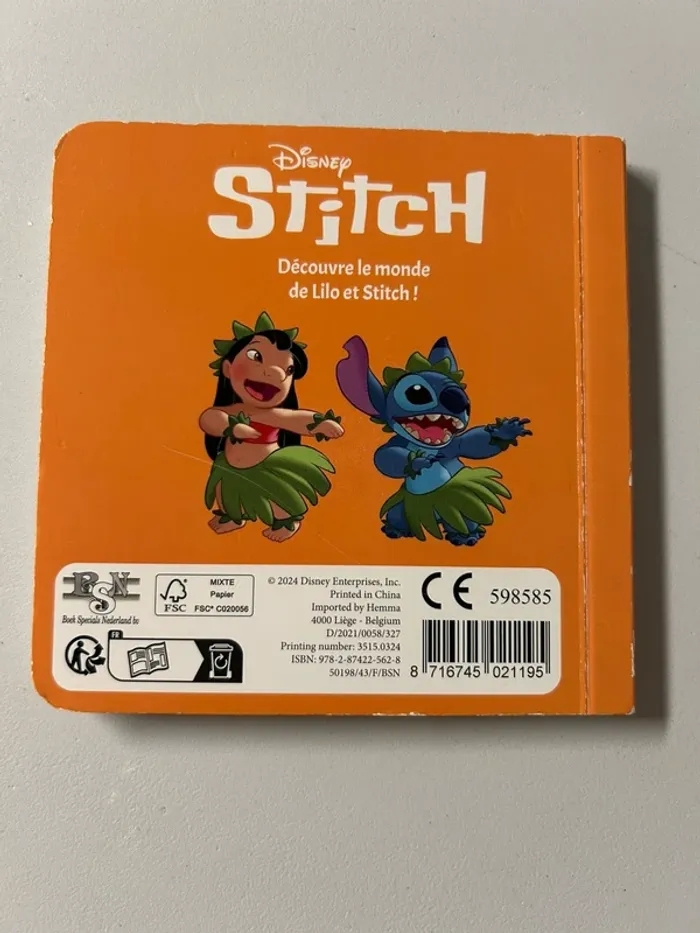 Disney
Stitch
Découvre le monde
de Lilo et Stitch !
BSN
Boek Specials Nederland bv
FSC
MIXTE
Papier
FSC® C020056
© 2024 Disney Enterprises, Inc.
Printed in China
Imported by Hemma
4000 Liège - Belgium
D/2021/0058/327
Printing number: 3515.0324
ISBN: 978-2-87422-562-8
50198/43/F/BSN
CE
598585
8 716745 021195
FR